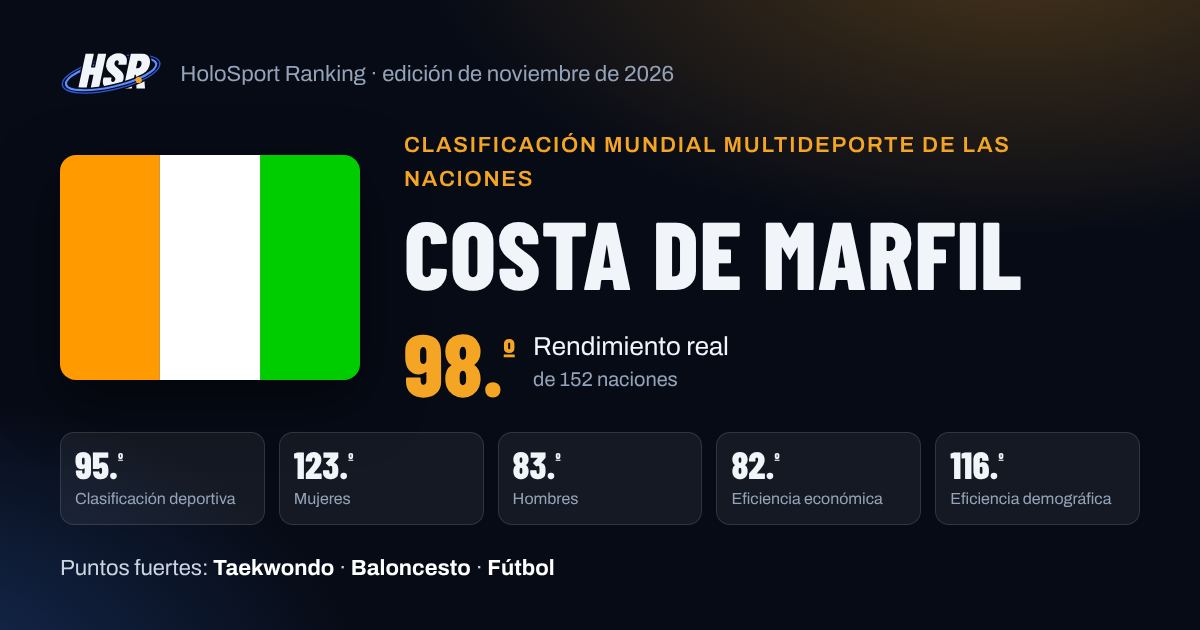 HSR
HoloSport Ranking · edición de noviembre de 2026
CLASIFICACIÓN MUNDIAL MULTIDEPORTE DE LAS
NACIONES
COSTA DE MARFIL
98.º Rendimiento real
de 152 naciones
95.º
Clasificación deportiva
123.º
Mujeres
83.º
Hombres
82.º
Eficiencia económica
116.º
Eficiencia demográfica
Puntos fuertes: Taekwondo · Baloncesto · Fútbol